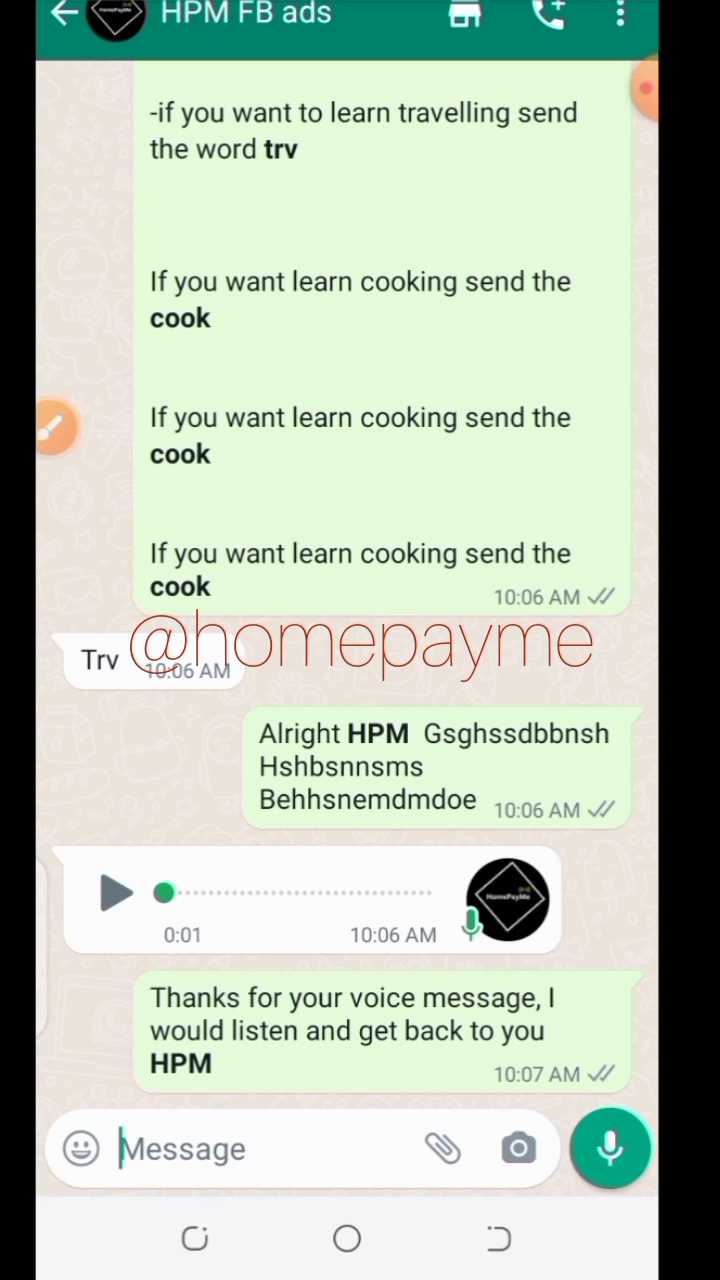 HPM FB ads
-if you want to learn travelling send
the word trv
If you want learn cooking send the
cook
If you want learn cooking send the
cook
If you want learn cooking send the
cook
10:06 AM
@homepayme
Trv
10:06 AM
Alright HPM Gsghssdbbnsh
Hshbsnnsms
Behhsnemdmdoe
10:06 AM
HomePayMe
0:01
10:06 AM
Thanks for your voice message, I
would listen and get back to you
HPM
10:07 AM
Message